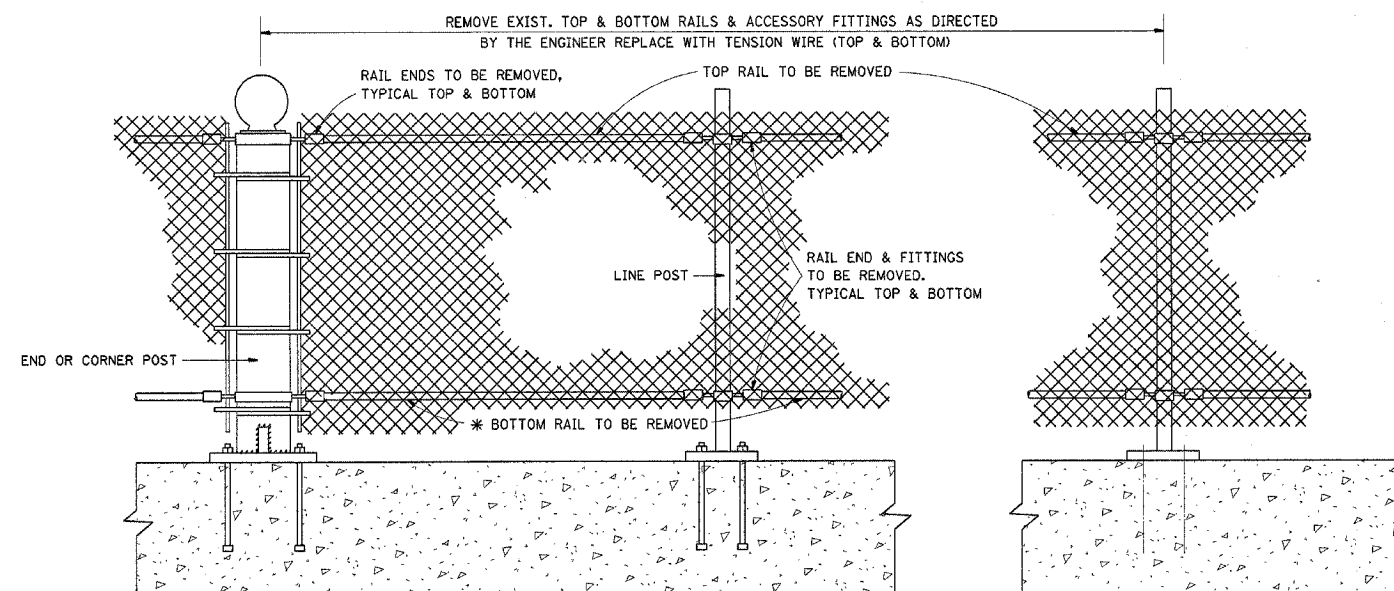 REMOVE EXIST. TOP & BOTTOM RAILS & ACCESSORY FITTINGS AS DIRECTED
BY THE ENGINEER REPLACE WITH TENSION WIRE (TOP & BOTTOM)
RAIL ENDS TO BE REMOVED,
TYPICAL TOP & BOTTOM
TOP RAIL TO BE REMOVED
LINE POST
RAIL END & FITTINGS
TO BE REMOVED.
TYPICAL TOP & BOTTOM
END OR CORNER POST
* BOTTOM RAIL TO BE REMOVED